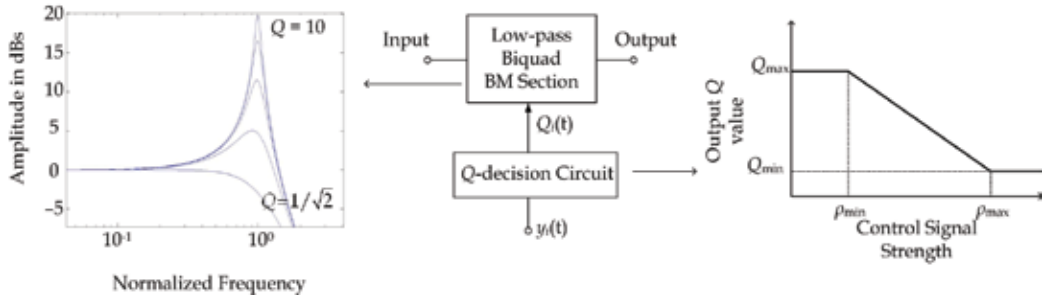 Amplitude in dBs
20
15
10
5
0
−5
Q = 10
Q=1/√2
10⁻¹
10⁰
Normalized Frequency
Input
Low-pass
Biquad
BM Section
Output
Qᵢ(t)
Q-decision Circuit
yᵢ(t)
Output Q
value
Qmax
Qmin
ρmin
ρmax
Control Signal
Strength